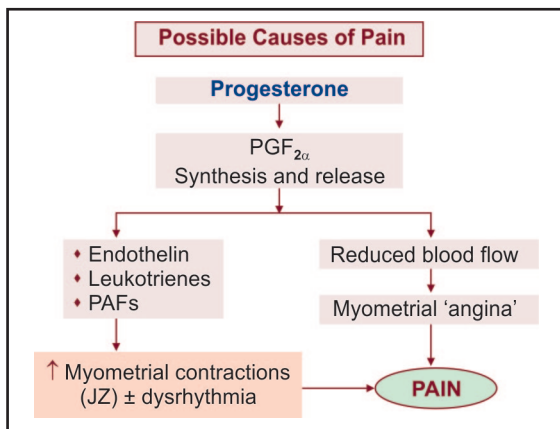 Possible Causes of Pain
Progesterone
PGF2α
Synthesis and release
♦ Endothelin
♦ Leukotrienes
♦ PAFs
Reduced blood flow
Myometrial ‘angina’
↑ Myometrial contractions
(JZ) ± dysrhythmia
PAIN